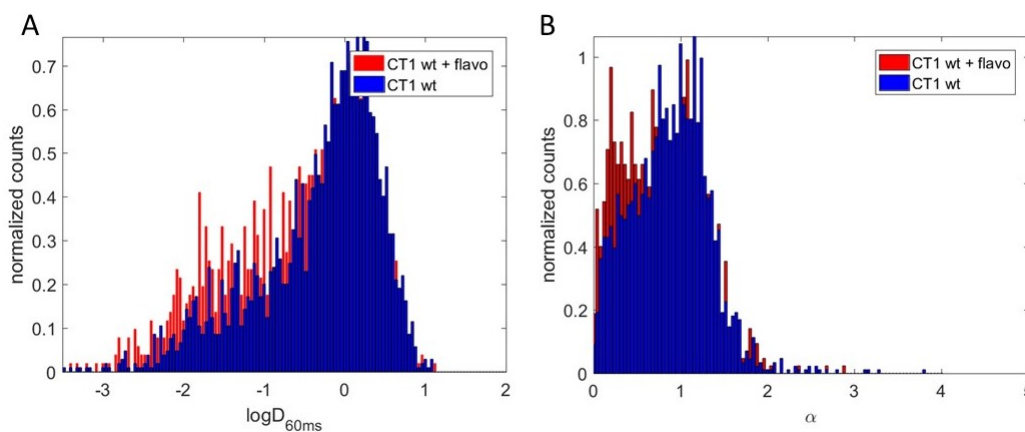 A
B
normalized counts
0.7
0.6
0.5
0.4
0.3
0.2
0.1
0
-3
-2
-1
0
1
2
logD60ms
CT1 wt + flavo
CT1 wt
normalized counts
1
0.8
0.6
0.4
0.2
0
0
1
2
3
4
α
CT1 wt + flavo
CT1 wt